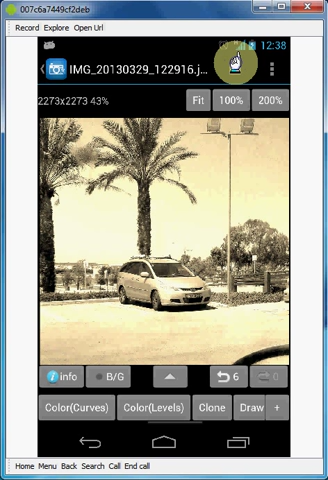 007c6a7449cf2deb
Record Explore Open Url
12:38
IMG_20130329_122916.j...
2273x2273 43%
Fit 100% 200%
info B/G 6 0
Color(Curves) Color(Levels) Clone Draw +
Home Menu Back Search Call End call